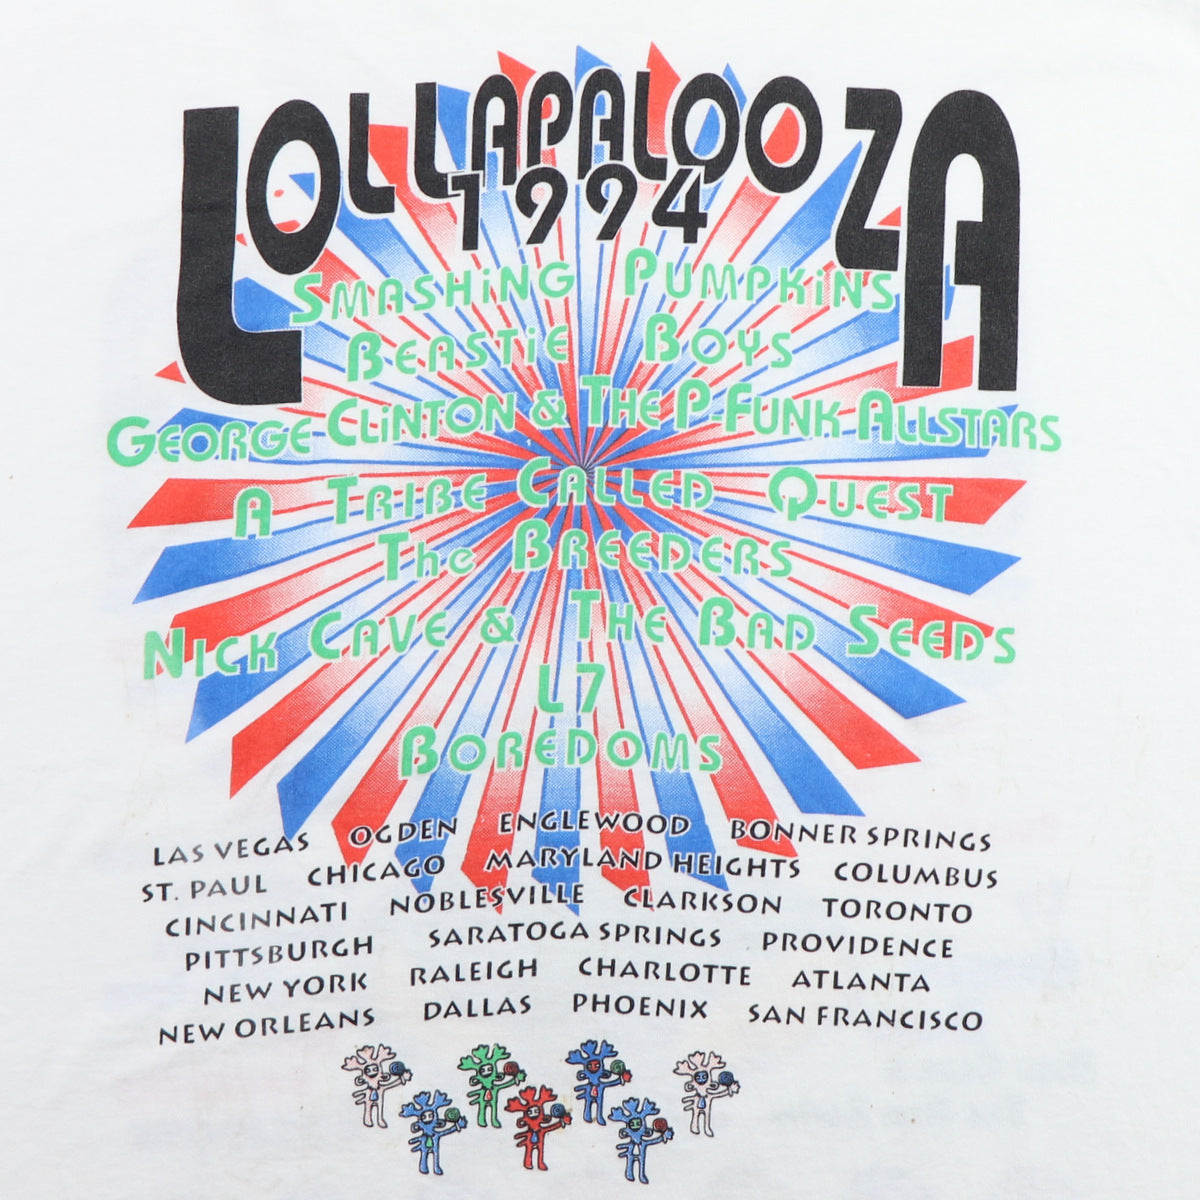 LOLLAPALOOZA
1994
SMASHiNG PUMPKiNS
BEASTiE BOYS
GEORGE CLiNTON & THE P-FUNK ALLSTARS
A TRIBE CALLED QUEST
The BREEDERS
NICK CAVE & THE BAD SEEDS
L7
BOREDOMS
LAS VEGAS OGDEN ENGLEWOOD BONNER SPRINGS
ST. PAUL CHICAGO MARYLAND HEIGHTS COLUMBUS
CINCINNATI NOBLESVILLE CLARKSON TORONTO
PITTSBURGH SARATOGA SPRINGS PROVIDENCE
NEW YORK RALEIGH CHARLOTTE ATLANTA
NEW ORLEANS DALLAS PHOENIX SAN FRANCISCO